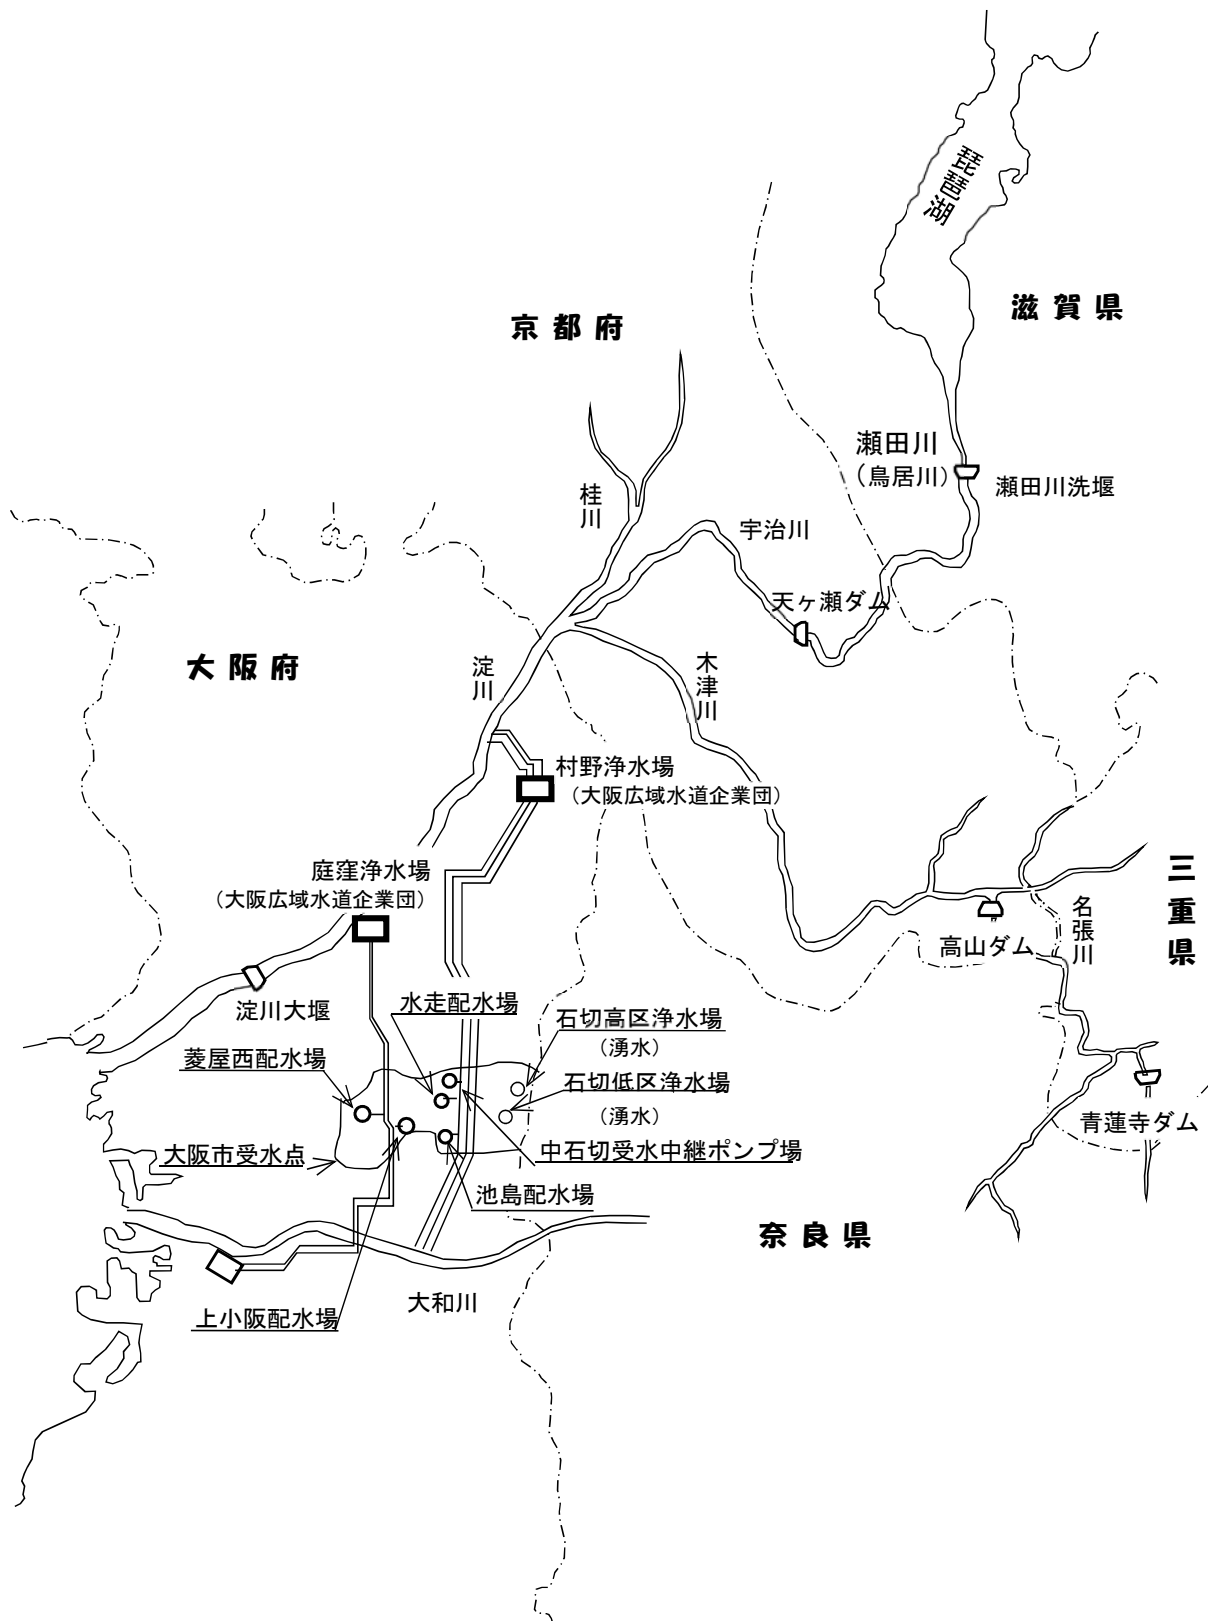 琵琶湖
滋賀県
京都府
瀬田川
（鳥居川）
瀬田川洗堰
桂川
宇治川
天ヶ瀬ダム
大阪府
淀川
木津川
村野浄水場
（大阪広域水道企業団）
庭窪浄水場
（大阪広域水道企業団）
三重県
名張川
高山ダム
淀川大堰
水走配水場
石切高区浄水場
（湧水）
菱屋西配水場
石切低区浄水場
（湧水）
青蓮寺ダム
大阪市受水点
中石切受水中継ポンプ場
池島配水場
奈良県
大和川
上小阪配水場